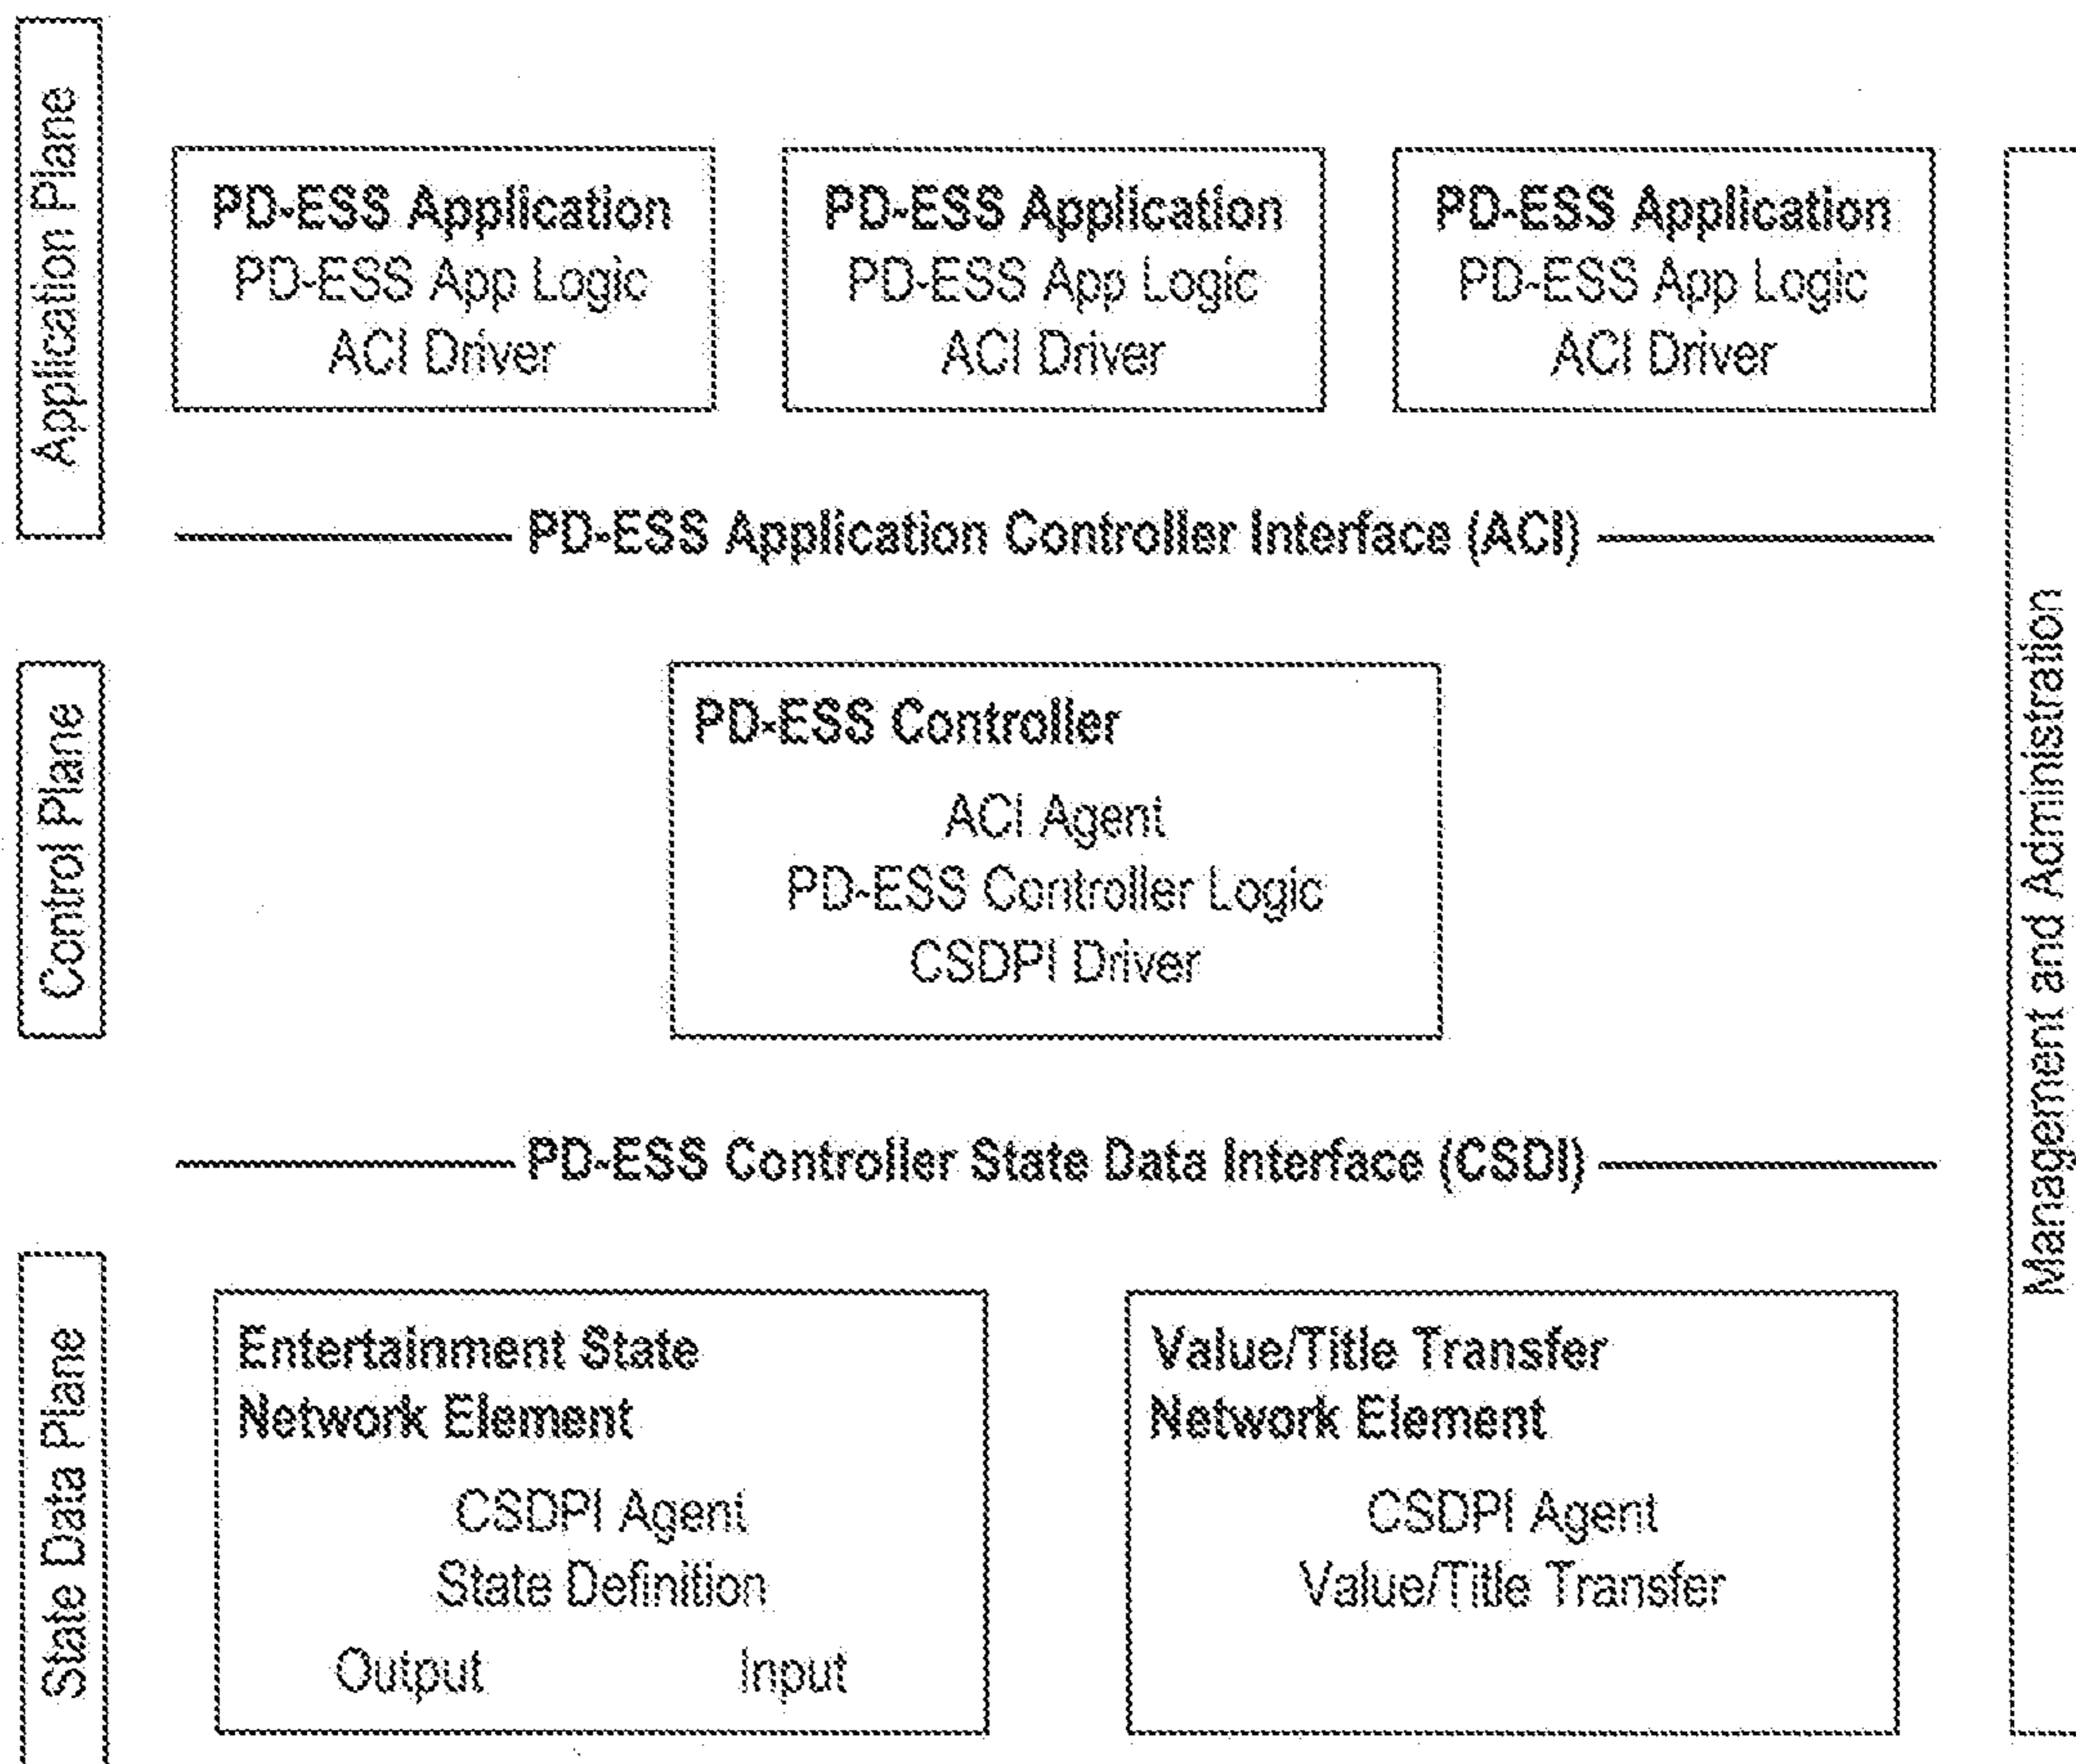 Application Plane
PD-ESS Application
PD-ESS App Logic
ACI Driver
PD-ESS Application
PD-ESS App Logic
ACI Driver
PD-ESS Application
PD-ESS App Logic
ACI Driver
PD-ESS Application Controller Interface (ACI)
Control Plane
PD-ESS Controller
ACI Agent
PD-ESS Controller Logic
CSDPI Driver
Management and Administration
PD-ESS Controller State Data Interface (CSDI)
State Data Plane
Entertainment State
Network Element
CSDPI Agent
State Definition
Output Input
Value/Title Transfer
Network Element
CSDPI Agent
Value/Title Transfer